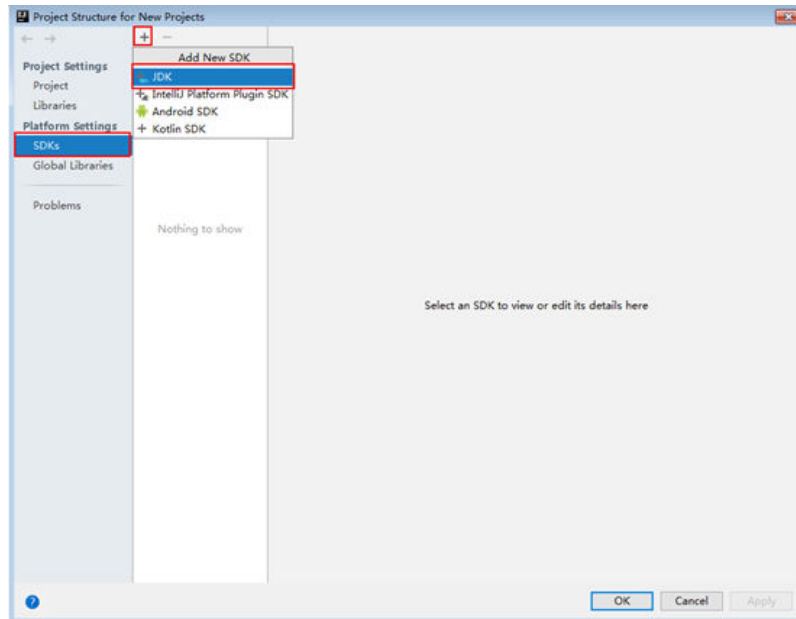 Project Structure for New Projects
Add New SDK
Project Settings
JDK
Project
IntelliJ Platform Plugin SDK
Libraries
Android SDK
Platform Settings
Kotlin SDK
SDKs
Global Libraries
Problems
Nothing to show
Select an SDK to view or edit its details here
?
OK Cancel Apply